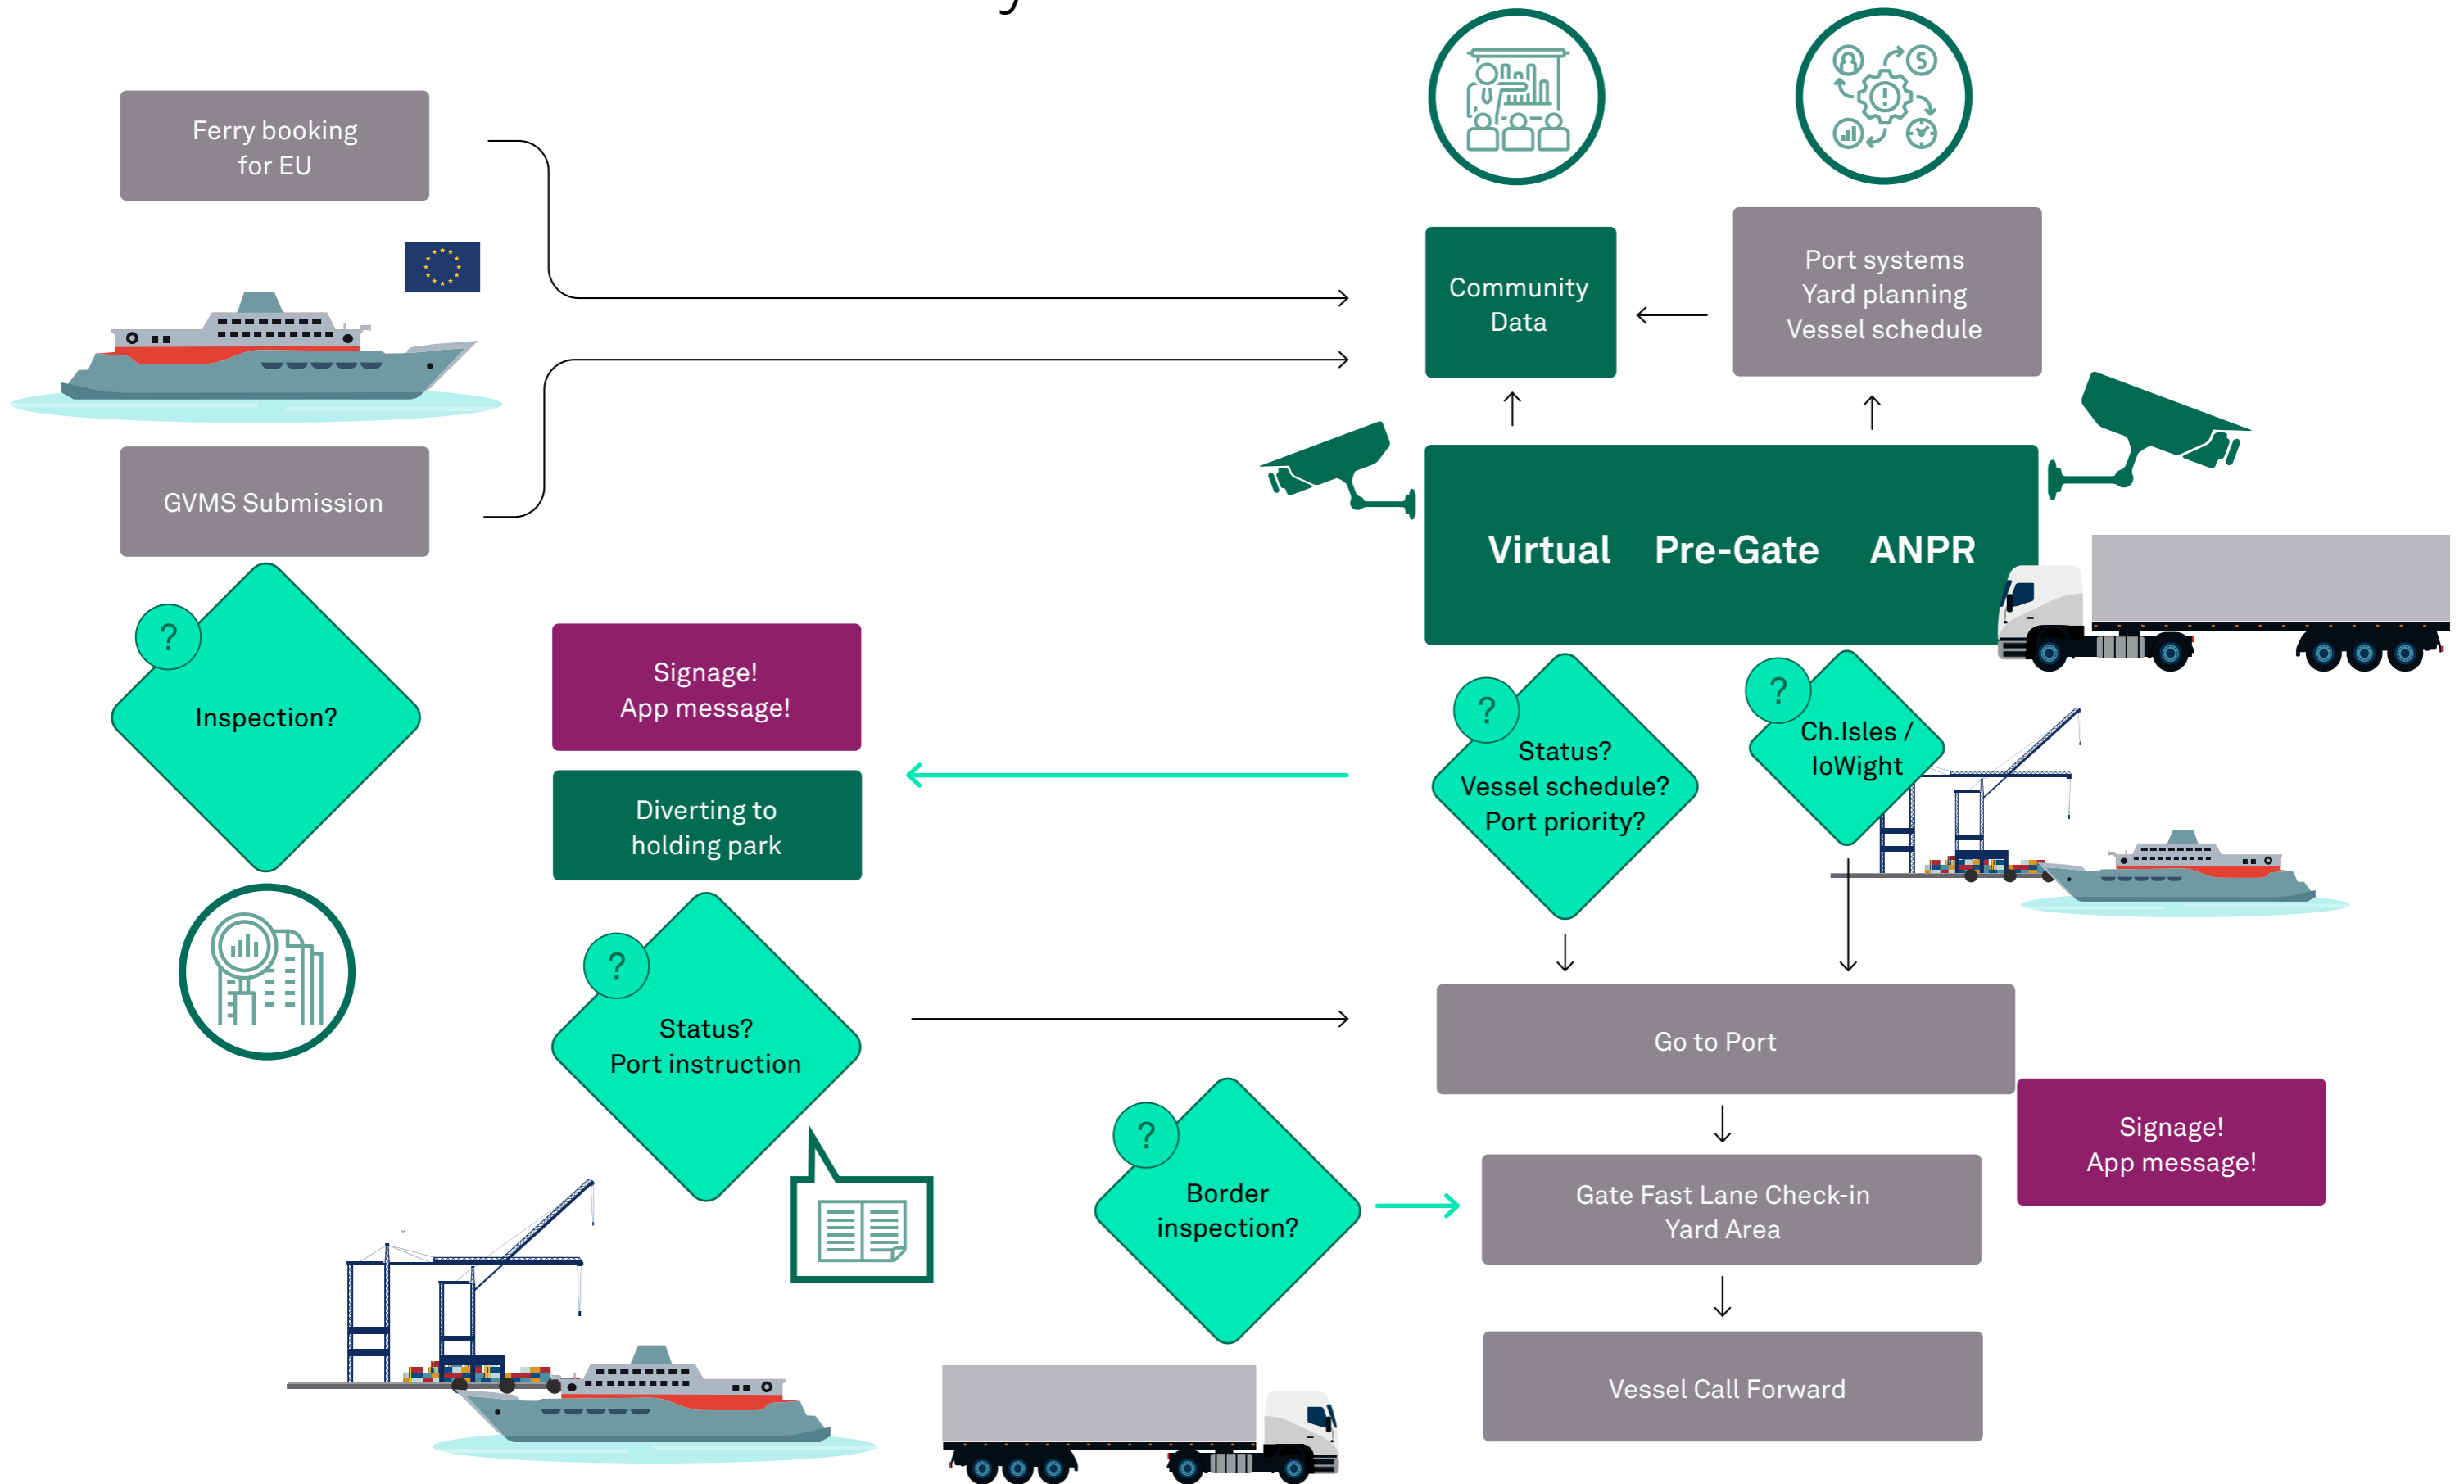 Ferry booking
for EU
Community
Data
Port systems
Yard planning
Vessel schedule
GVMS Submission
Virtual Pre-Gate ANPR
?
Inspection?
Signage!
App message!
Diverting to
holding park
?
Status?
Vessel schedule?
Port priority?
?
Ch.Isles /
IoWight
?
Status?
Port instruction
Go to Port
?
Border
inspection?
Gate Fast Lane Check-in
Yard Area
Signage!
App message!
Vessel Call Forward